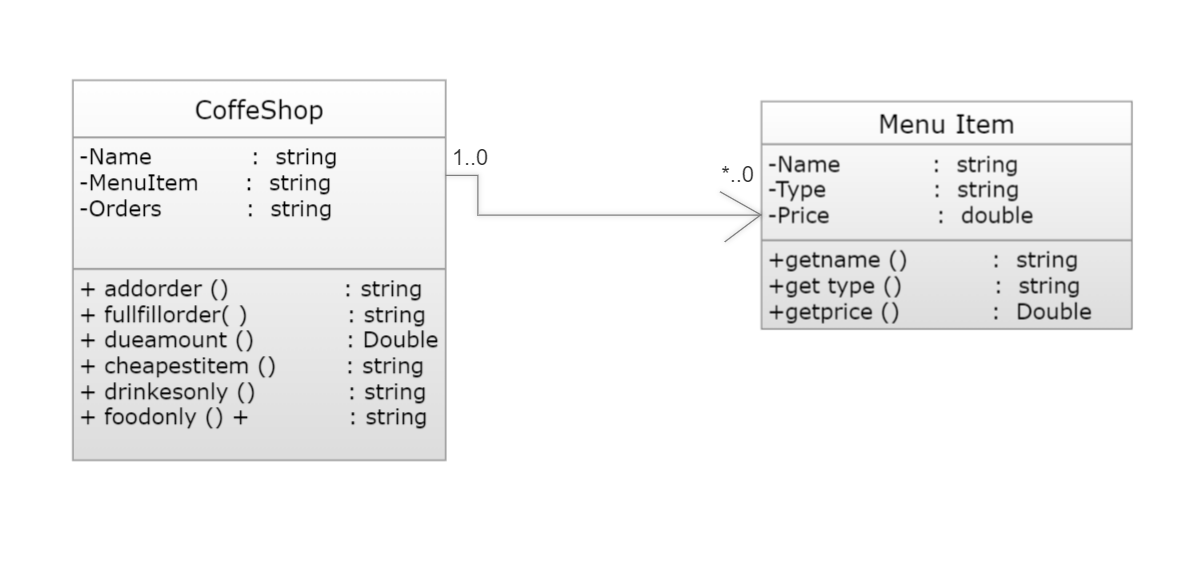 CoffeShop
-Name : string
-MenuItem : string
-Orders : string
+ addorder () : string
+ fullfillorder( ) : string
+ dueamount () : Double
+ cheapestitem () : string
+ drinkesonly () : string
+ foodonly () + : string
1..0
*..0
Menu Item
-Name : string
-Type : string
-Price : double
+getname () : string
+get type () : string
+getprice () : Double